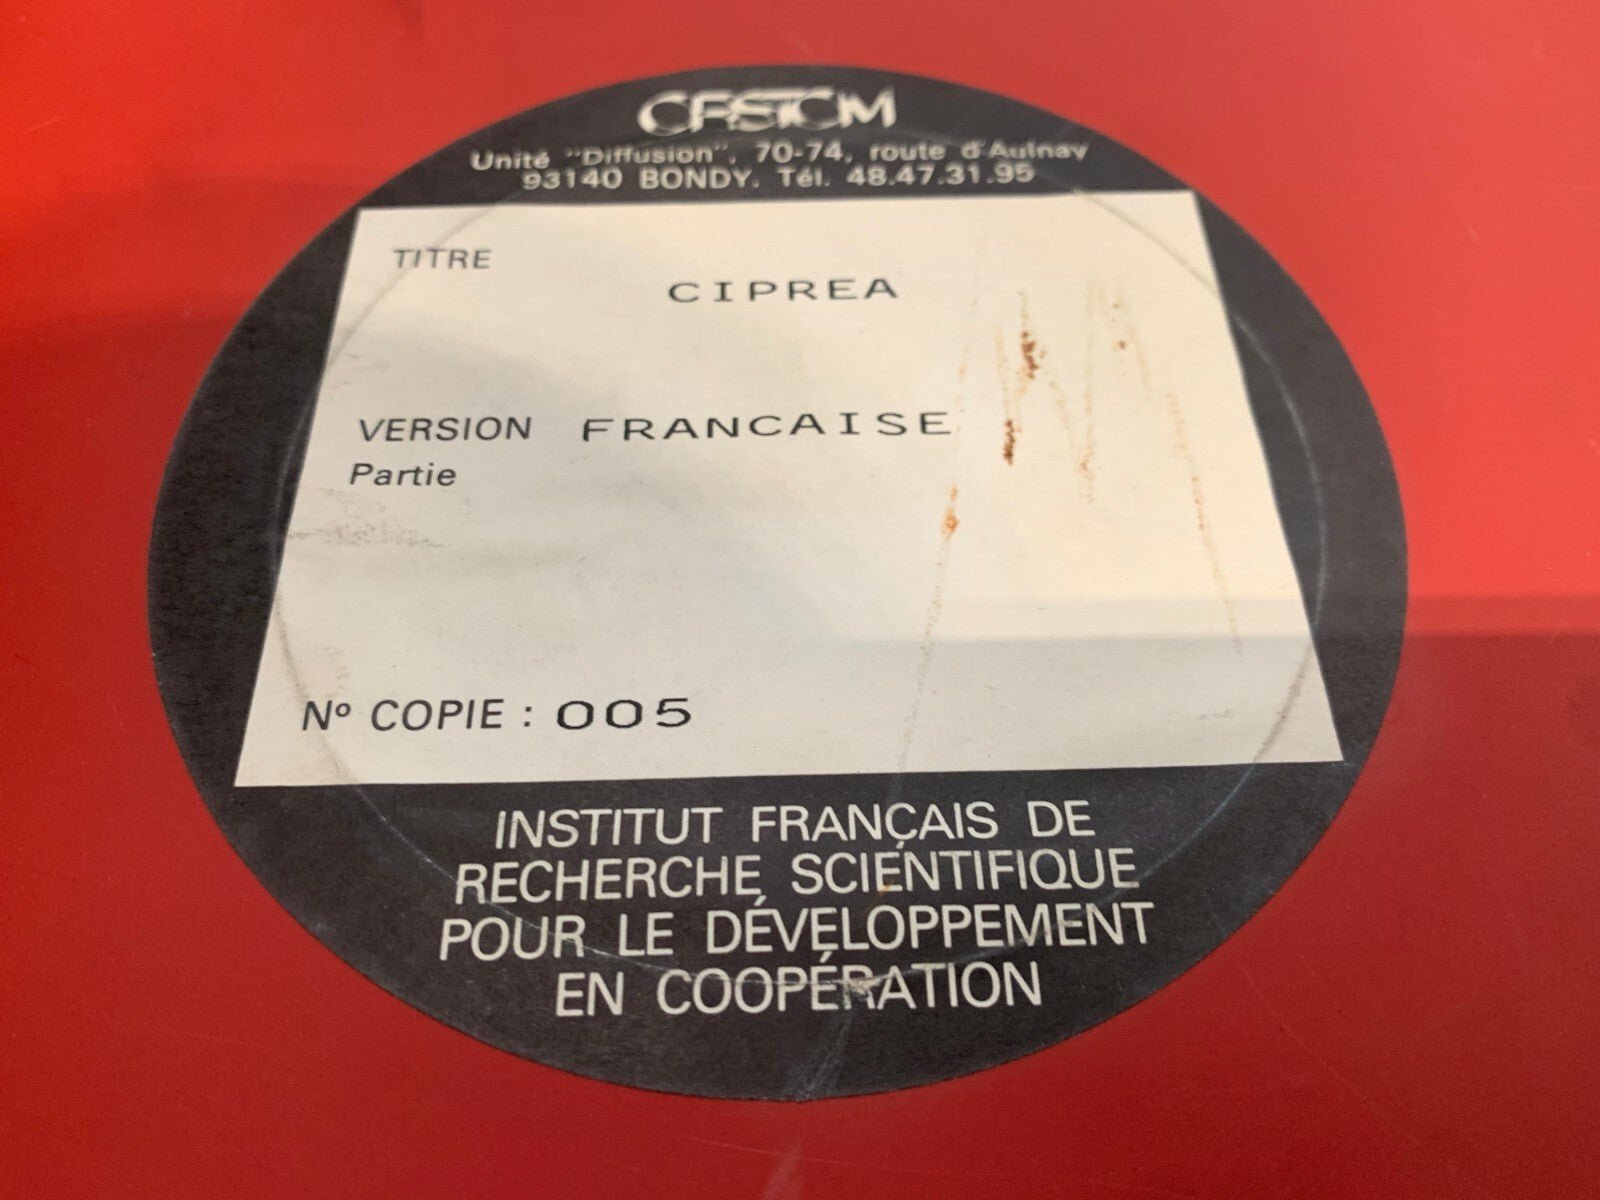 ORSTOM
Unité "Diffusion", 70-74, route d'Aulnay
93140 BONDY. Tél. 48.47.31.95
TITRE
CIPREA
VERSION FRANCAISE
Partie
Nº COPIE : 005
INSTITUT FRANÇAIS DE
RECHERCHE SCIENTIFIQUE
POUR LE DÉVELOPPEMENT
EN COOPÉRATION